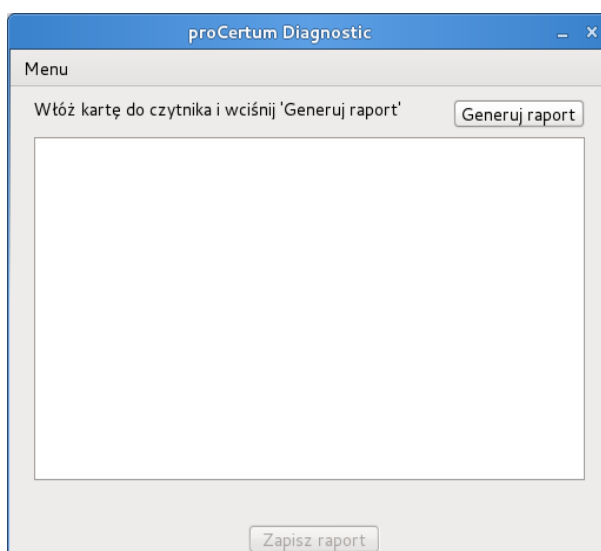 proCertum Diagnostic
Menu
Włóż kartę do czytnika i wciśnij 'Generuj raport'
Generuj raport
Zapisz raport